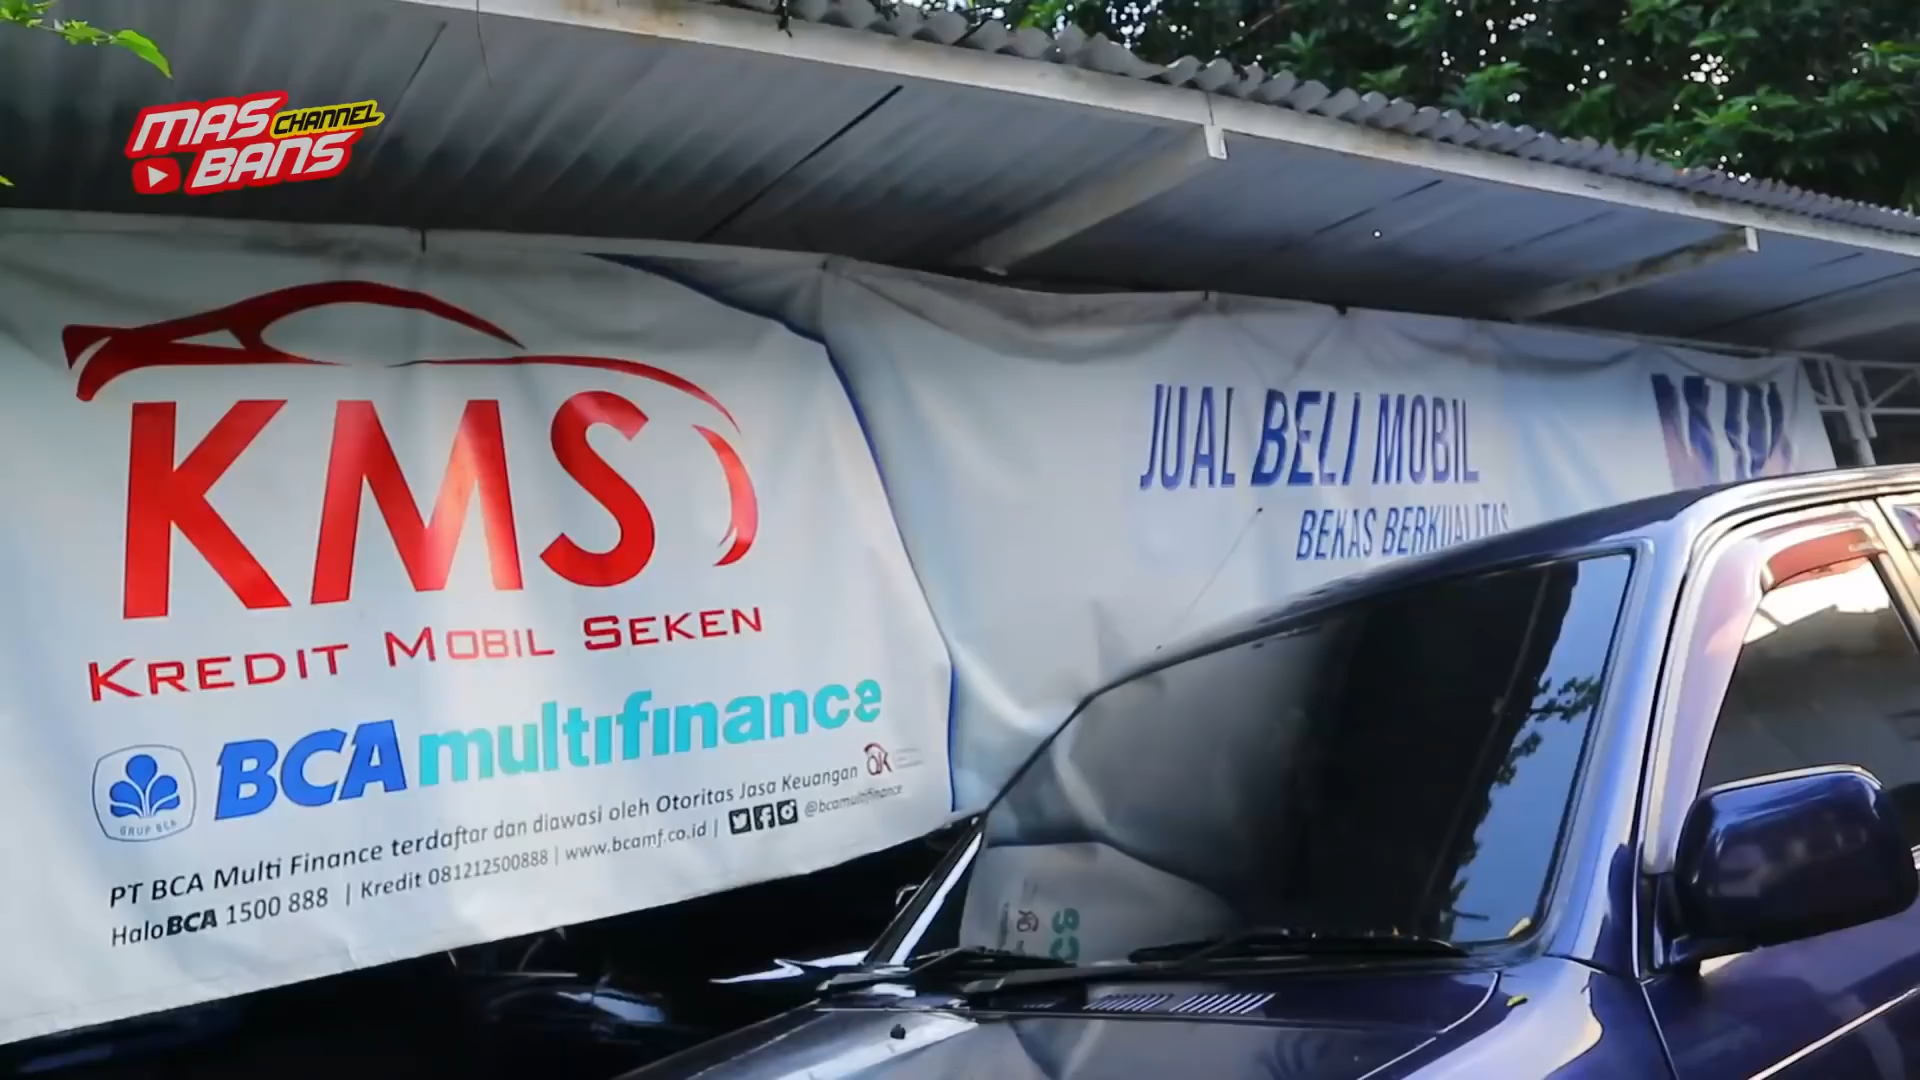 MAS CHANNEL
BANS
KMS
KREDIT MOBIL SEKEN
GRUP BCA
BCA multifinance
PT BCA Multi Finance terdaftar dan diawasi oleh Otoritas Jasa Keuangan
HaloBCA 1500 888 | Kredit 081212500888 | www.bcamf.co.id | @bcamultifinance
JUAL BELI MOBIL
BEKAS BERKUALITAS